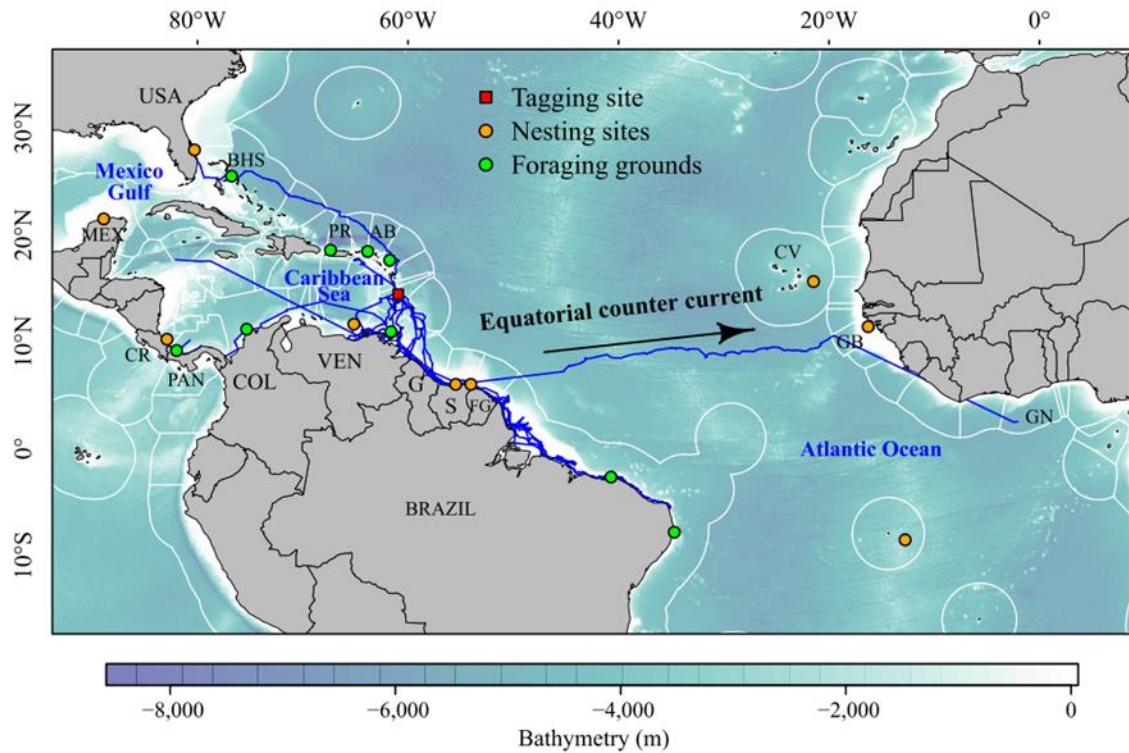 80°W 60°W 40°W 20°W 0°
30°N
20°N
10°N
0°
10°S
Tagging site
Nesting sites
Foraging grounds
USA
BHS
Mexico
Gulf
MEX
PR
AB
Caribbean
Sea
CV
Equatorial counter current
GB
CR
PAN
COL
VEN
G
S
FG
GN
Atlantic Ocean
BRAZIL
−8,000 −6,000 −4,000 −2,000 0
Bathymetry (m)